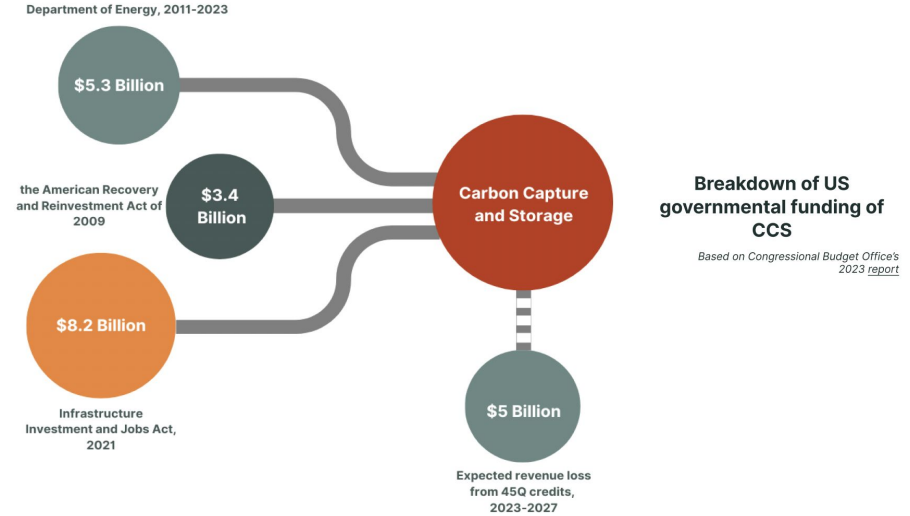 Department of Energy, 2011-2023
$5.3 Billion
the American Recovery
and Reinvestment Act of
2009
$3.4
Billion
Carbon Capture
and Storage
Breakdown of US
governmental funding of
CCS
Based on Congressional Budget Office's
2023 report
$8.2 Billion
Infrastructure
Investment and Jobs Act,
2021
$5 Billion
Expected revenue loss
from 45Q credits,
2023-2027